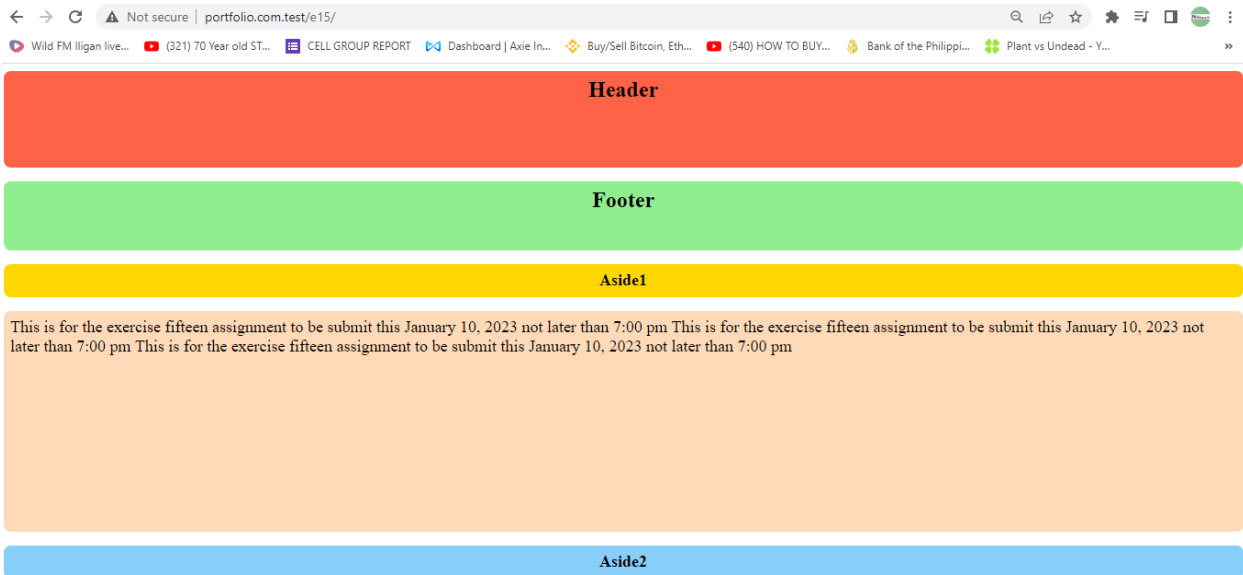 Not secure | portfolio.com.test/e15/
Wild FM Iligan live... (321) 70 Year old ST... CELL GROUP REPORT Dashboard | Axie In... Buy/Sell Bitcoin, Eth... (540) HOW TO BUY... Bank of the Philippi... Plant vs Undead - Y... »
Header
Footer
Aside1
This is for the exercise fifteen assignment to be submit this January 10, 2023 not later than 7:00 pm This is for the exercise fifteen assignment to be submit this January 10, 2023 not
later than 7:00 pm This is for the exercise fifteen assignment to be submit this January 10, 2023 not later than 7:00 pm
Aside2